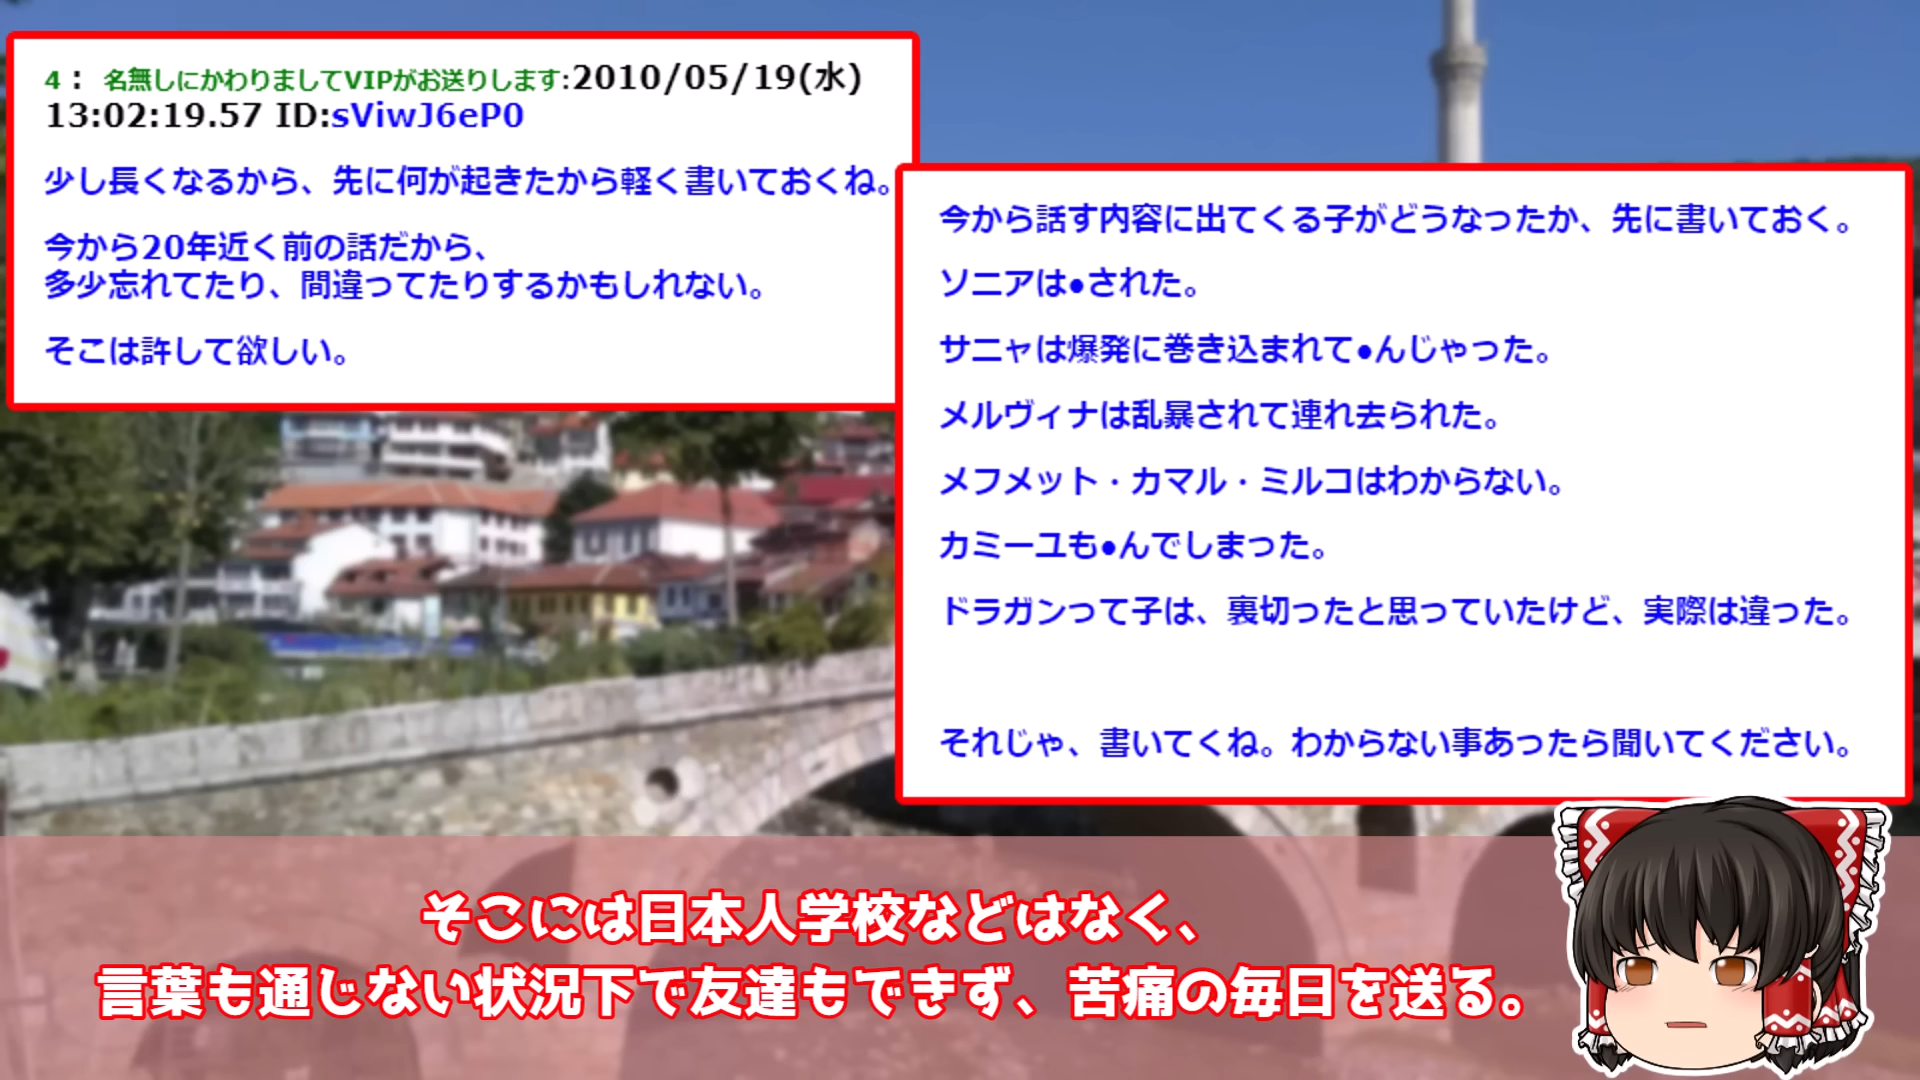 4： 名無しにかわりましてVIPがお送りします:2010/05/19(水)
13:02:19.57 ID:sViwJ6eP0
少し長くなるから、先に何が起きたから軽く書いておくね。
今から20年近く前の話だから、
多少忘れてたり、間違ってたりするかもしれない。
そこは許して欲しい。
今から話す内容に出てくる子がどうなったか、先に書いておく。
ソニアは●された。
サニャは爆発に巻き込まれて●んじゃった。
メルヴィナは乱暴されて連れ去られた。
メフメット・カマル・ミルコはわからない。
カミーユも●んでしまった。
ドラガンって子は、裏切ったと思っていたけど、実際は違った。
それじゃ、書いてくね。わからない事あったら聞いてください。
そこには日本人学校などはなく、
言葉も通じない状況下で友達もできず、苦痛の毎日を送る。